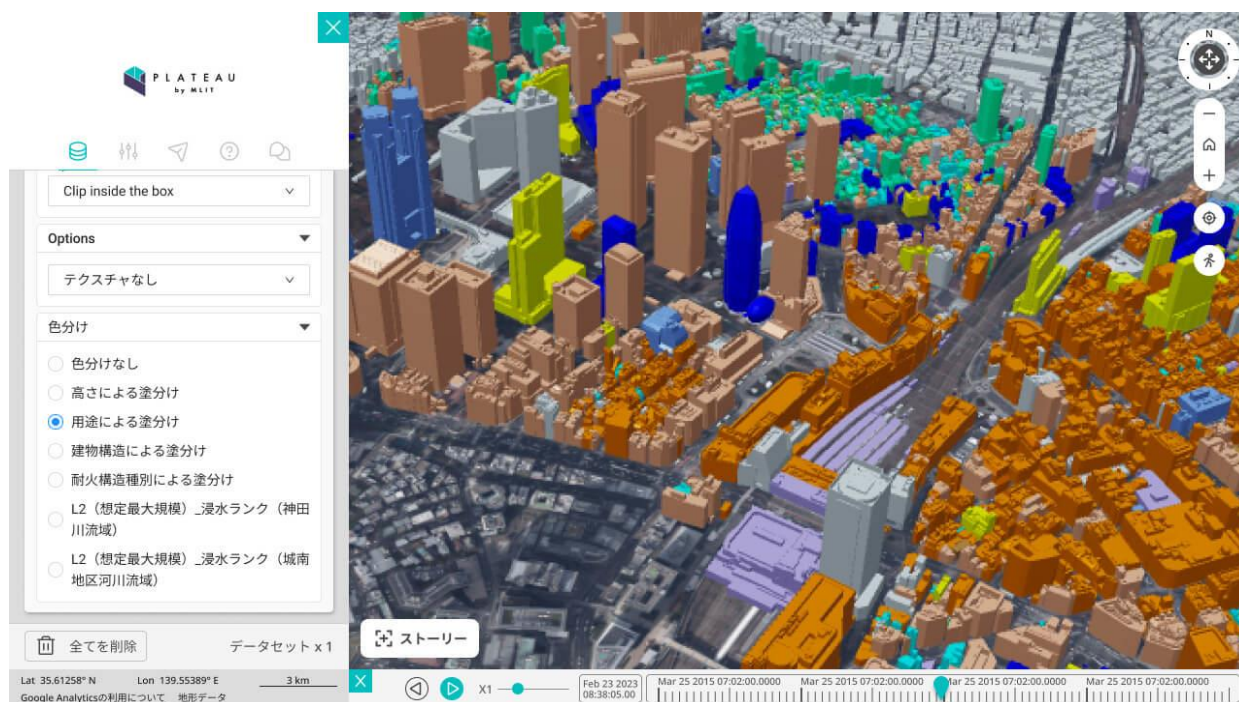 PLATEAU
by MLIT
Clip inside the box
Options
テクスチャなし
色分け
色分けなし
高さによる塗分け
用途による塗分け
建物構造による塗分け
耐火構造種別による塗分け
L2（想定最大規模）_浸水ランク（神田
川流域）
L2（想定最大規模）_浸水ランク（城南
地区河川流域）
全てを削除
データセット x 1
Lat 35.61258° N Lon 139.55389° E 3 km
Google Analyticsの利用について 地形データ
N
ストーリー
X1
Feb 23 2023
08:38:05.00
Mar 25 2015 07:02:00.0000 Mar 25 2015 07:02:00.0000 Mar 25 2015 07:02:00.0000 Mar 25 2015 07:02:00.0000